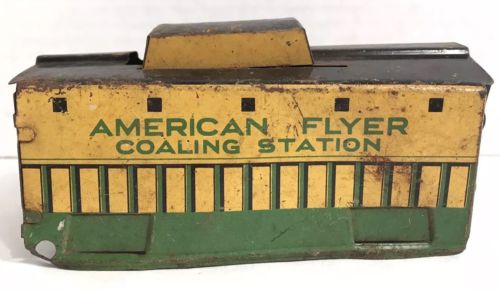 AMERICAN FLYER
COALING STATION